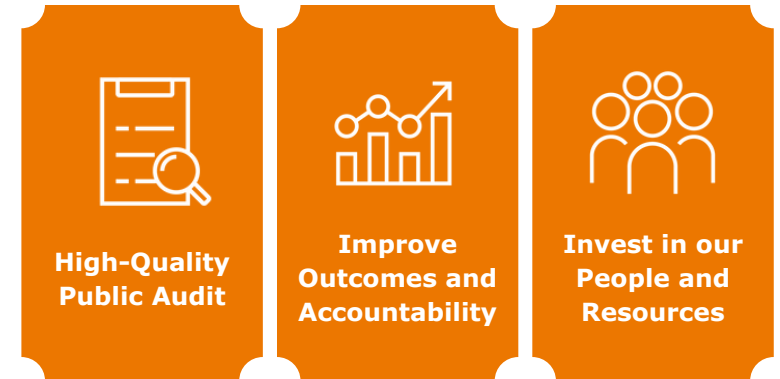 High-Quality
Public Audit
Improve
Outcomes and
Accountability
Invest in our
People and
Resources